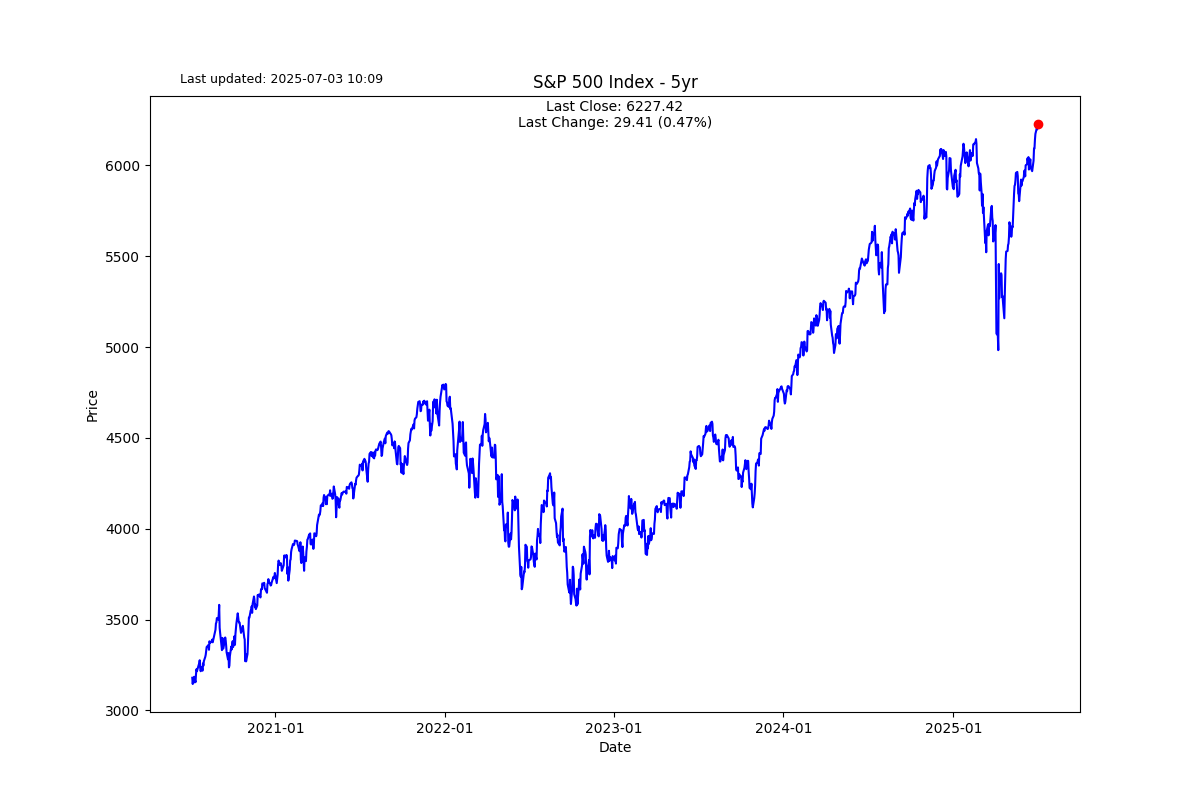 Last updated: 2025-07-03 10:09
S&P 500 Index - 5yr
Last Close: 6227.42
Last Change: 29.41 (0.47%)
Price
6000
5500
5000
4500
4000
3500
3000
2021-01
2022-01
2023-01
2024-01
2025-01
Date